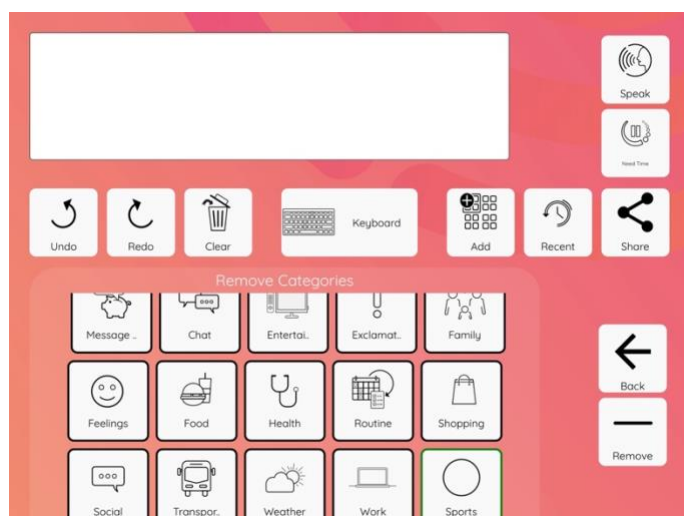 Speak
Need Time
Undo
Redo
Clear
Keyboard
Add
Recent
Share
Remove Categories
Message ..
Chat
Entertai..
Exclamat..
Family
Back
Feelings
Food
Health
Routine
Shopping
Remove
Social
Transpor..
Weather
Work
Sports